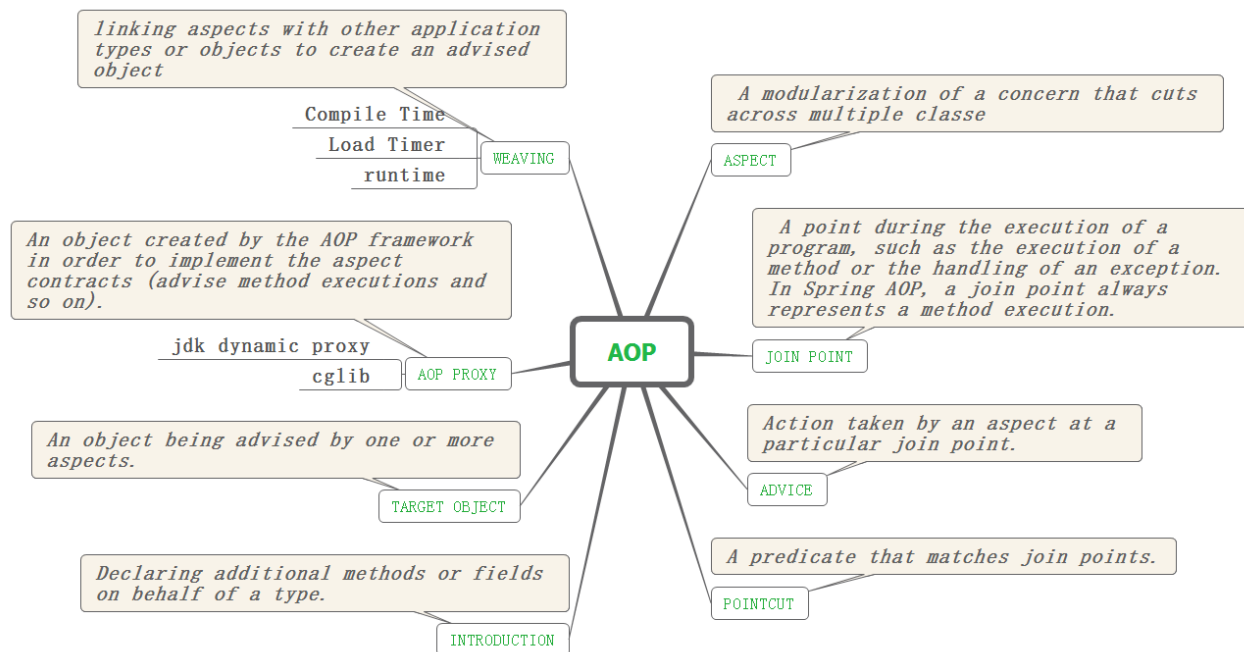 linking aspects with other application
types or objects to create an advised
object
Compile Time
Load Timer
runtime
WEAVING
An object created by the AOP framework
in order to implement the aspect
contracts (advise method executions and
so on).
jdk dynamic proxy
cglib
AOP PROXY
An object being advised by one or more
aspects.
TARGET OBJECT
Declaring additional methods or fields
on behalf of a type.
INTRODUCTION
AOP
A modularization of a concern that cuts
across multiple classe
ASPECT
A point during the execution of a
program, such as the execution of a
method or the handling of an exception.
In Spring AOP, a join point always
represents a method execution.
JOIN POINT
Action taken by an aspect at a
particular join point.
ADVICE
A predicate that matches join points.
POINTCUT